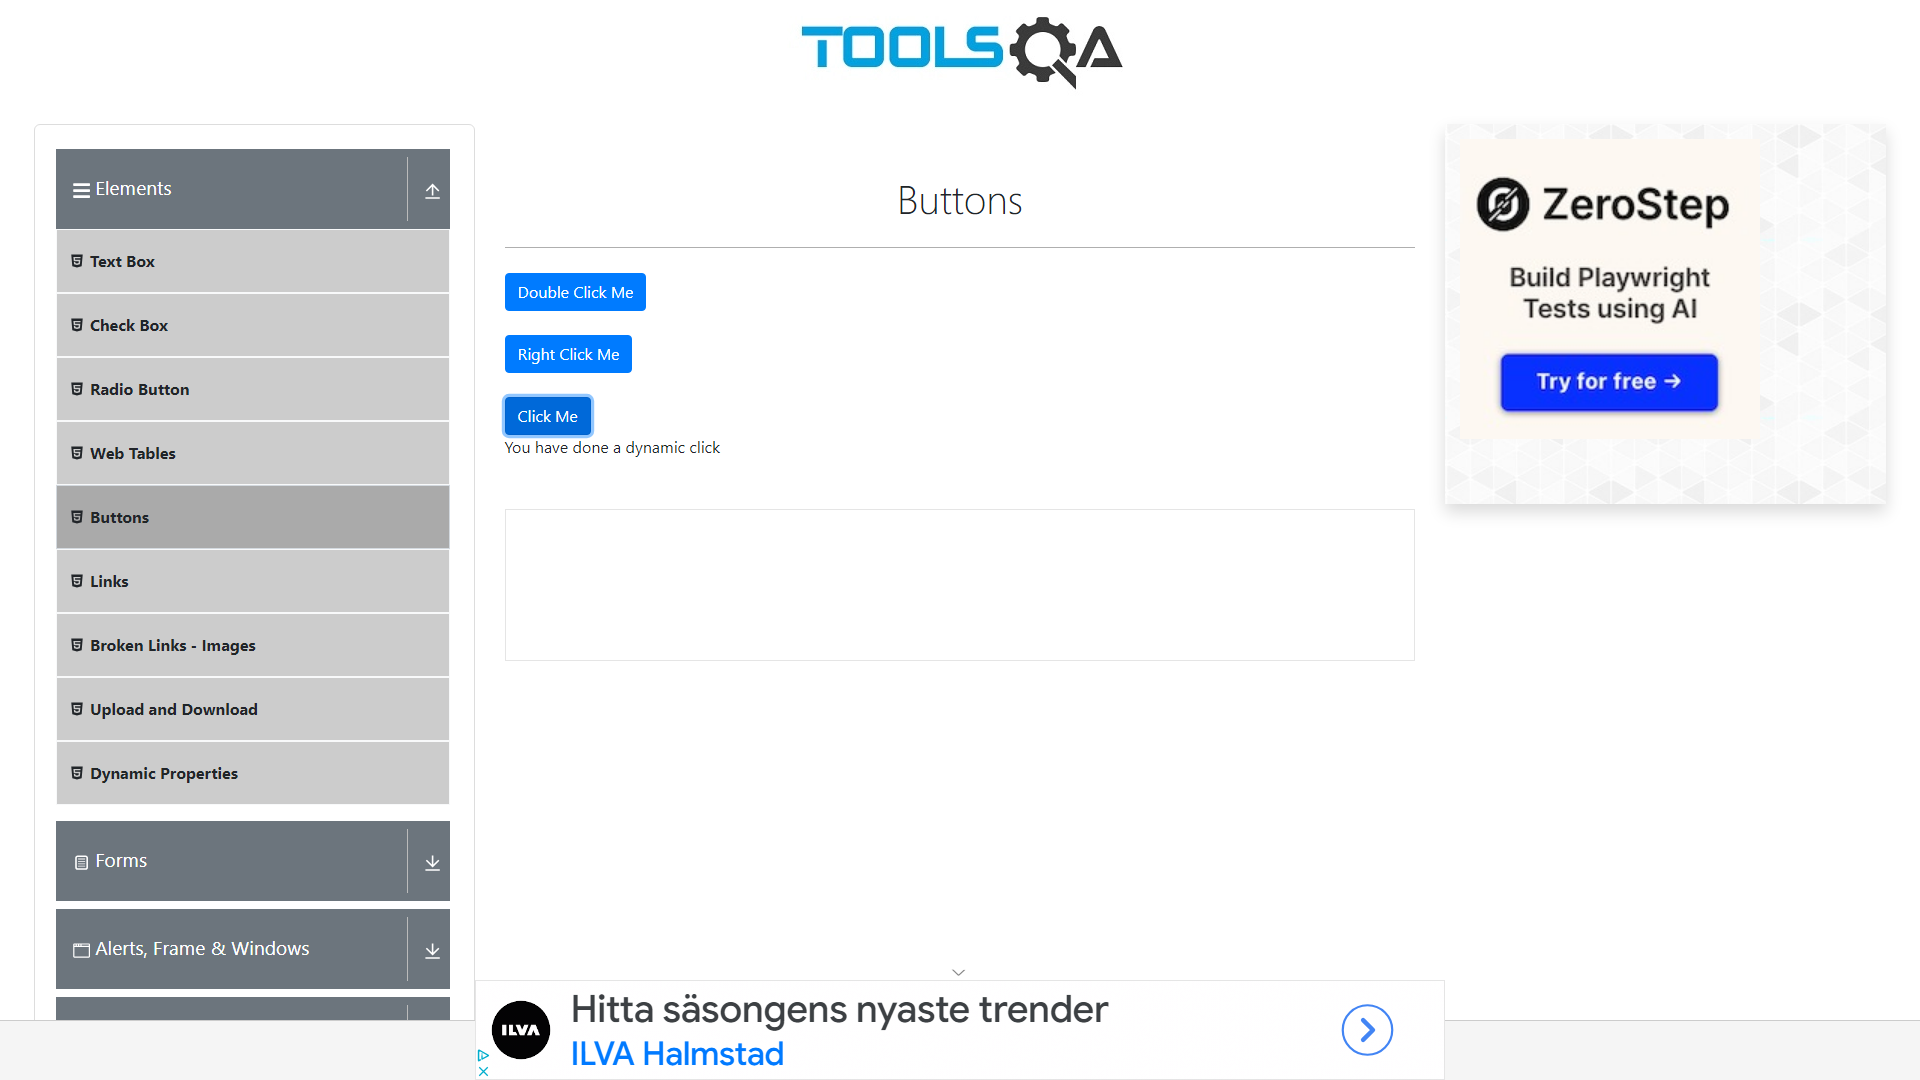 TOOLSQA
Elements
Text Box
Check Box
Radio Button
Web Tables
Buttons
Links
Broken Links - Images
Upload and Download
Dynamic Properties
Forms
Alerts, Frame & Windows
Buttons
Double Click Me
Right Click Me
Click Me
You have done a dynamic click
ZeroStep
Build Playwright
Tests using AI
Try for free →
ILVA
Hitta säsongens nyaste trender
ILVA Halmstad